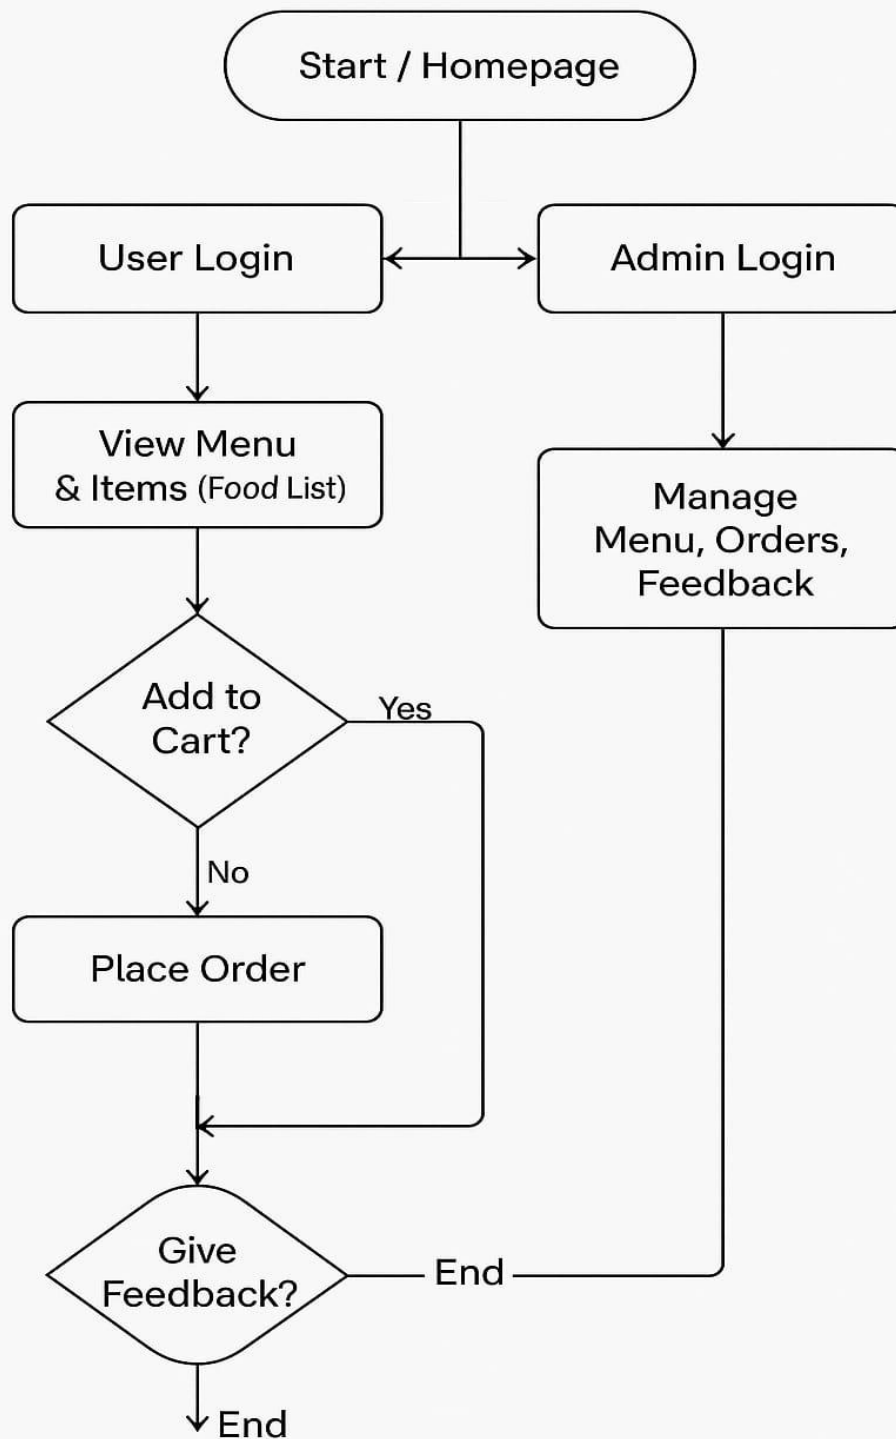 Start / Homepage
User Login
Admin Login
View Menu
& Items (Food List)
Manage
Menu, Orders,
Feedback
Add to
Cart?
Yes
No
Place Order
Give
Feedback?
End
End